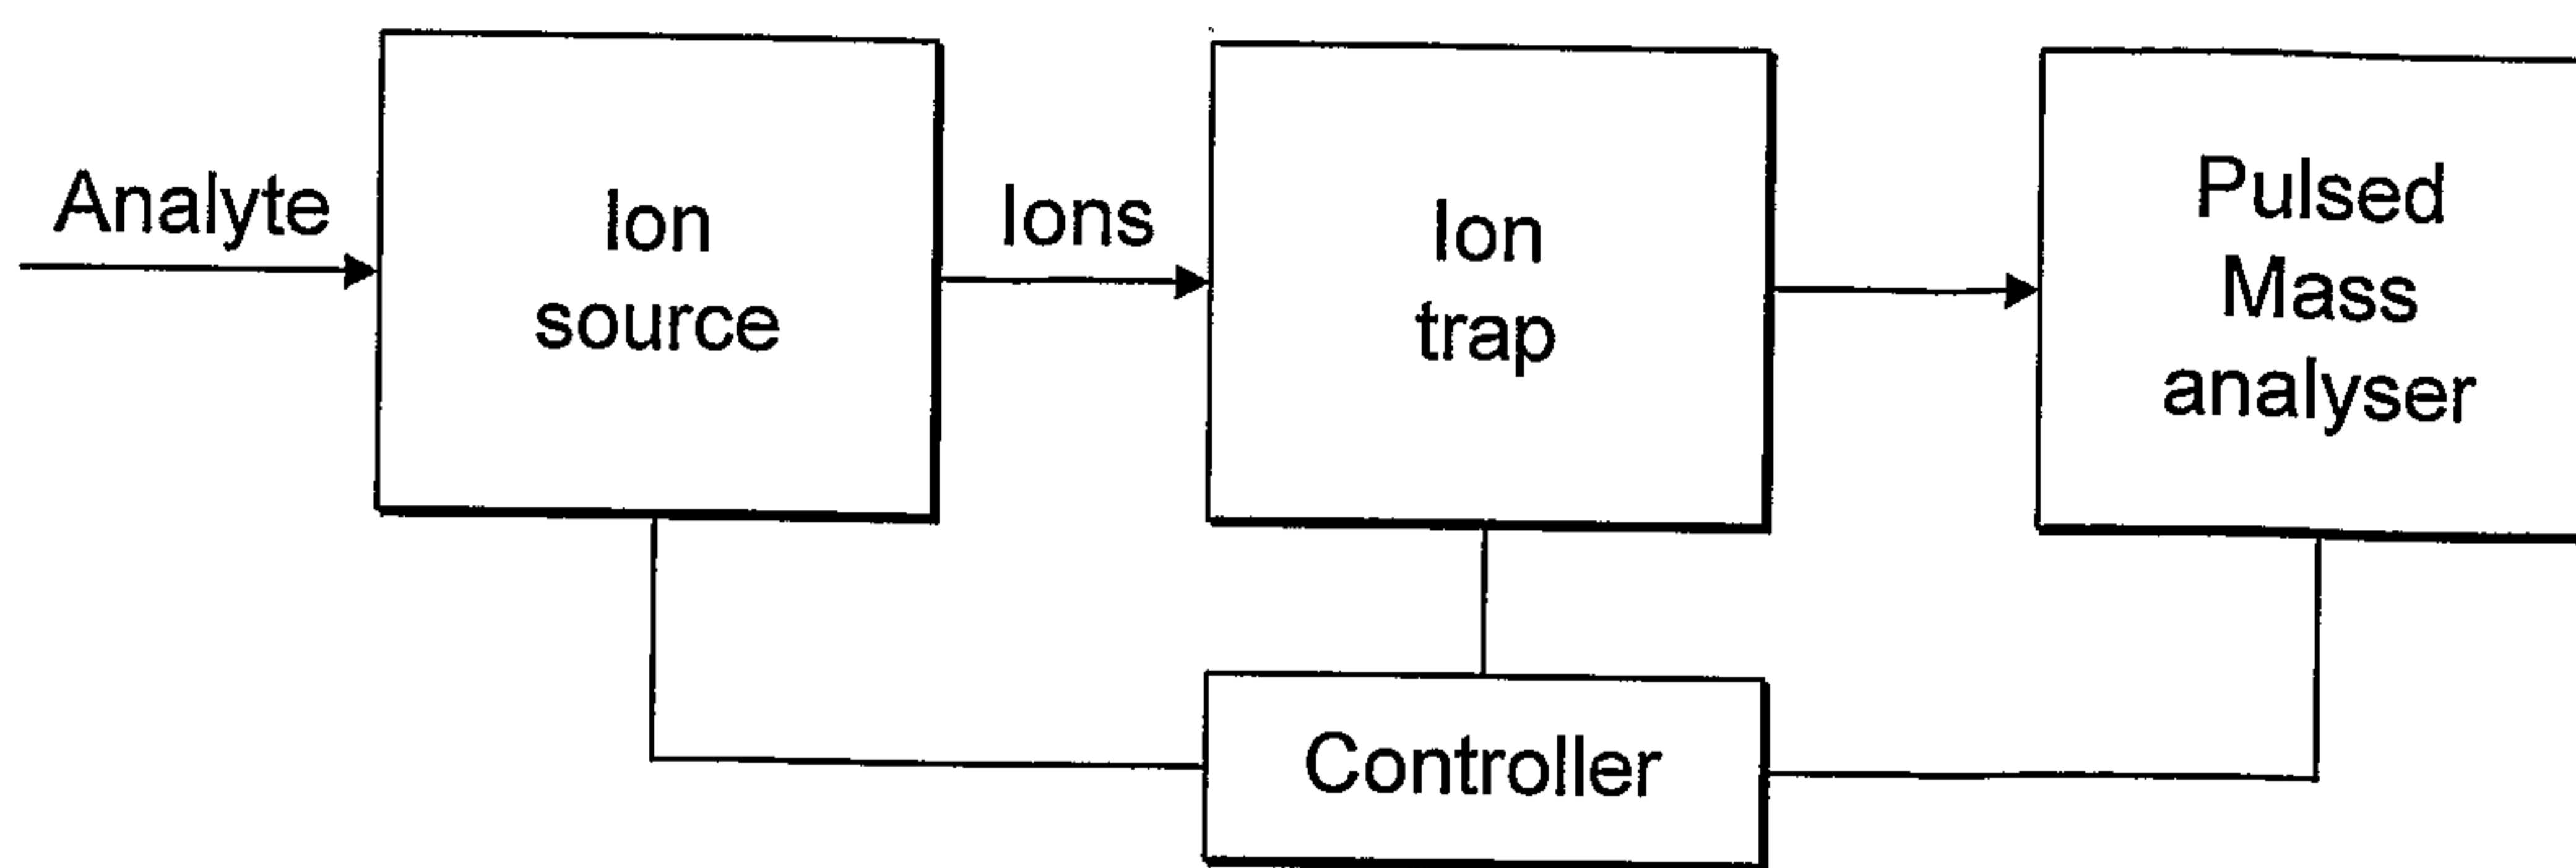 Analyte
Ion
source
Ions
Ion
trap
Pulsed
Mass
analyser
Controller